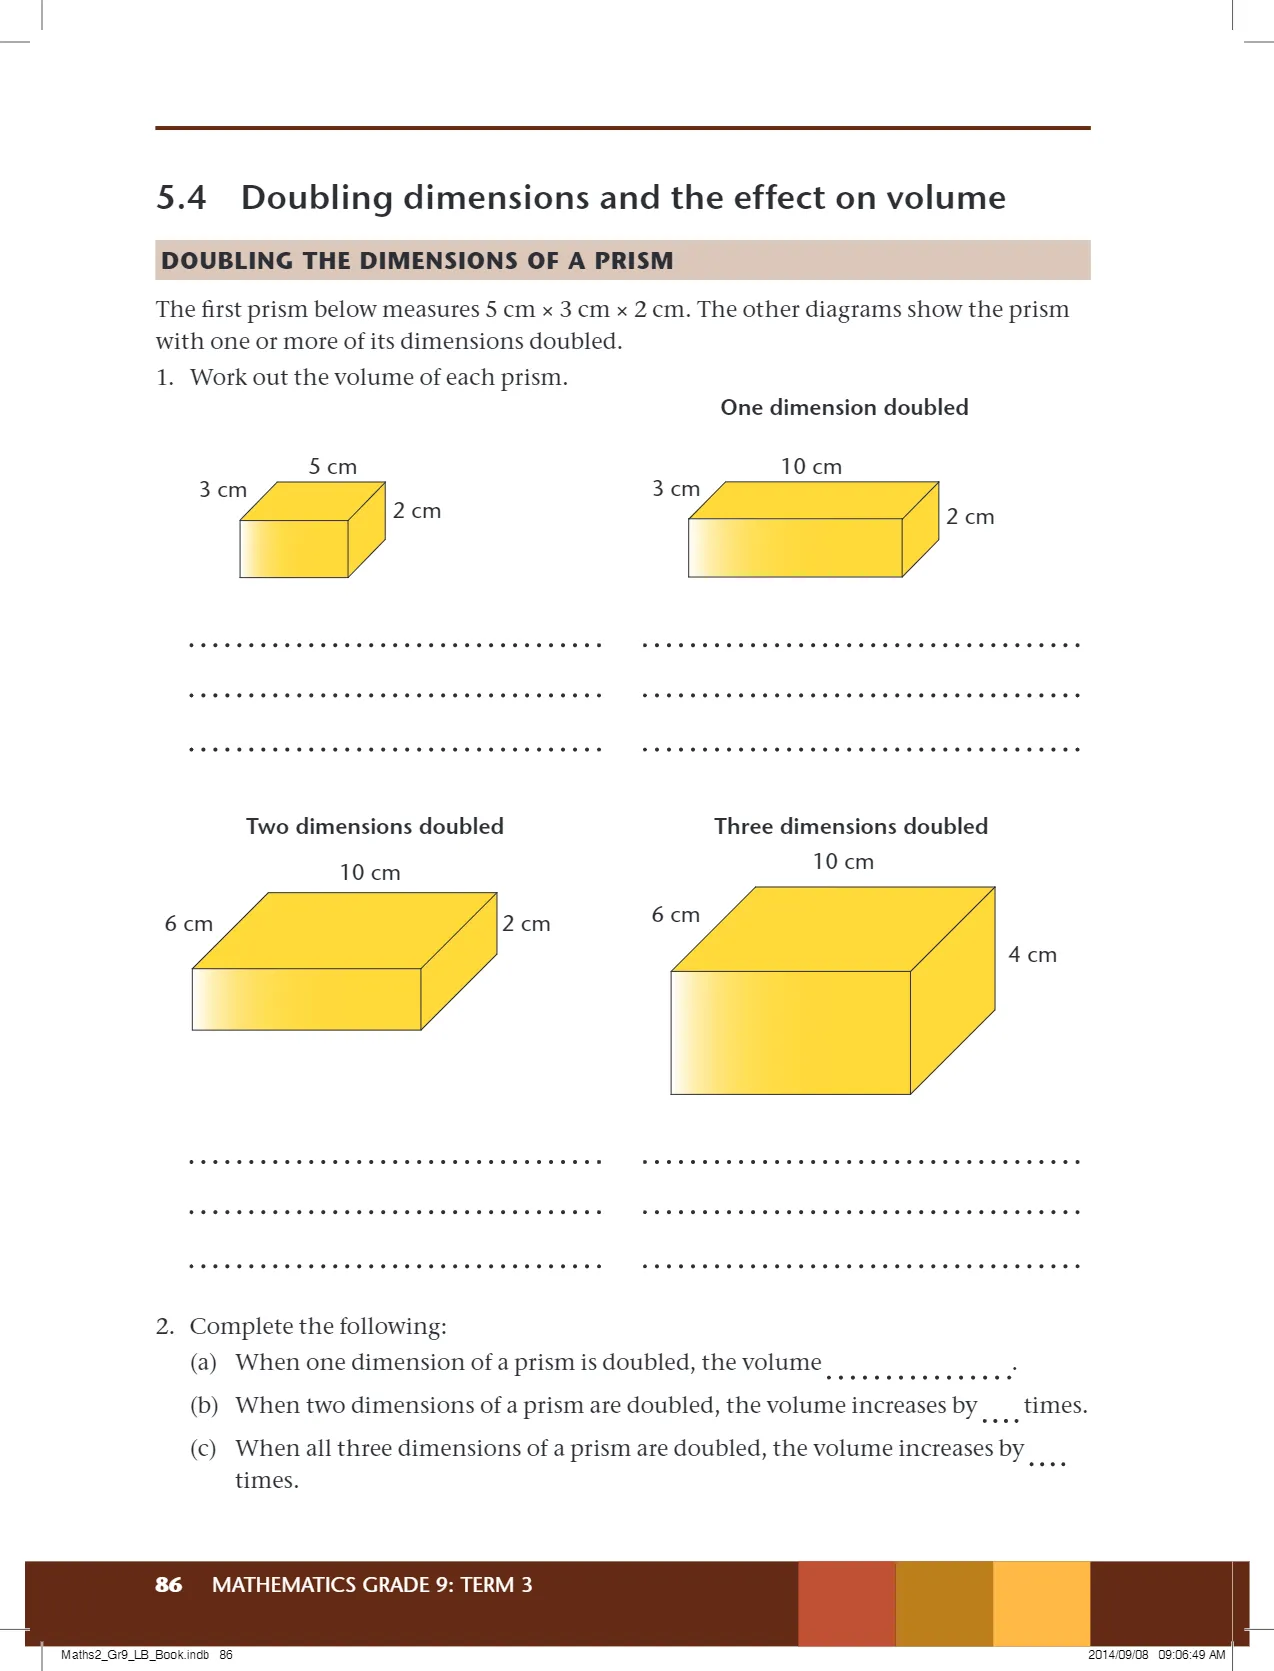 5.4 Doubling dimensions and the effect on volume
DOUBLING THE DIMENSIONS OF A PRISM
The first prism below measures 5 cm × 3 cm × 2 cm. The other diagrams show the prism
with one or more of its dimensions doubled.
1. Work out the volume of each prism.
One dimension doubled
5 cm
3 cm
2 cm
10 cm
3 cm
2 cm
Two dimensions doubled
10 cm
6 cm
2 cm
Three dimensions doubled
10 cm
6 cm
4 cm
2. Complete the following:
(a) When one dimension of a prism is doubled, the volume ................
(b) When two dimensions of a prism are doubled, the volume increases by .... times.
(c) When all three dimensions of a prism are doubled, the volume increases by ....
times.
86 MATHEMATICS GRADE 9: TERM 3
Maths2_Gr9_LB_Book.indb 86
2014/09/08 09:06:49 AM